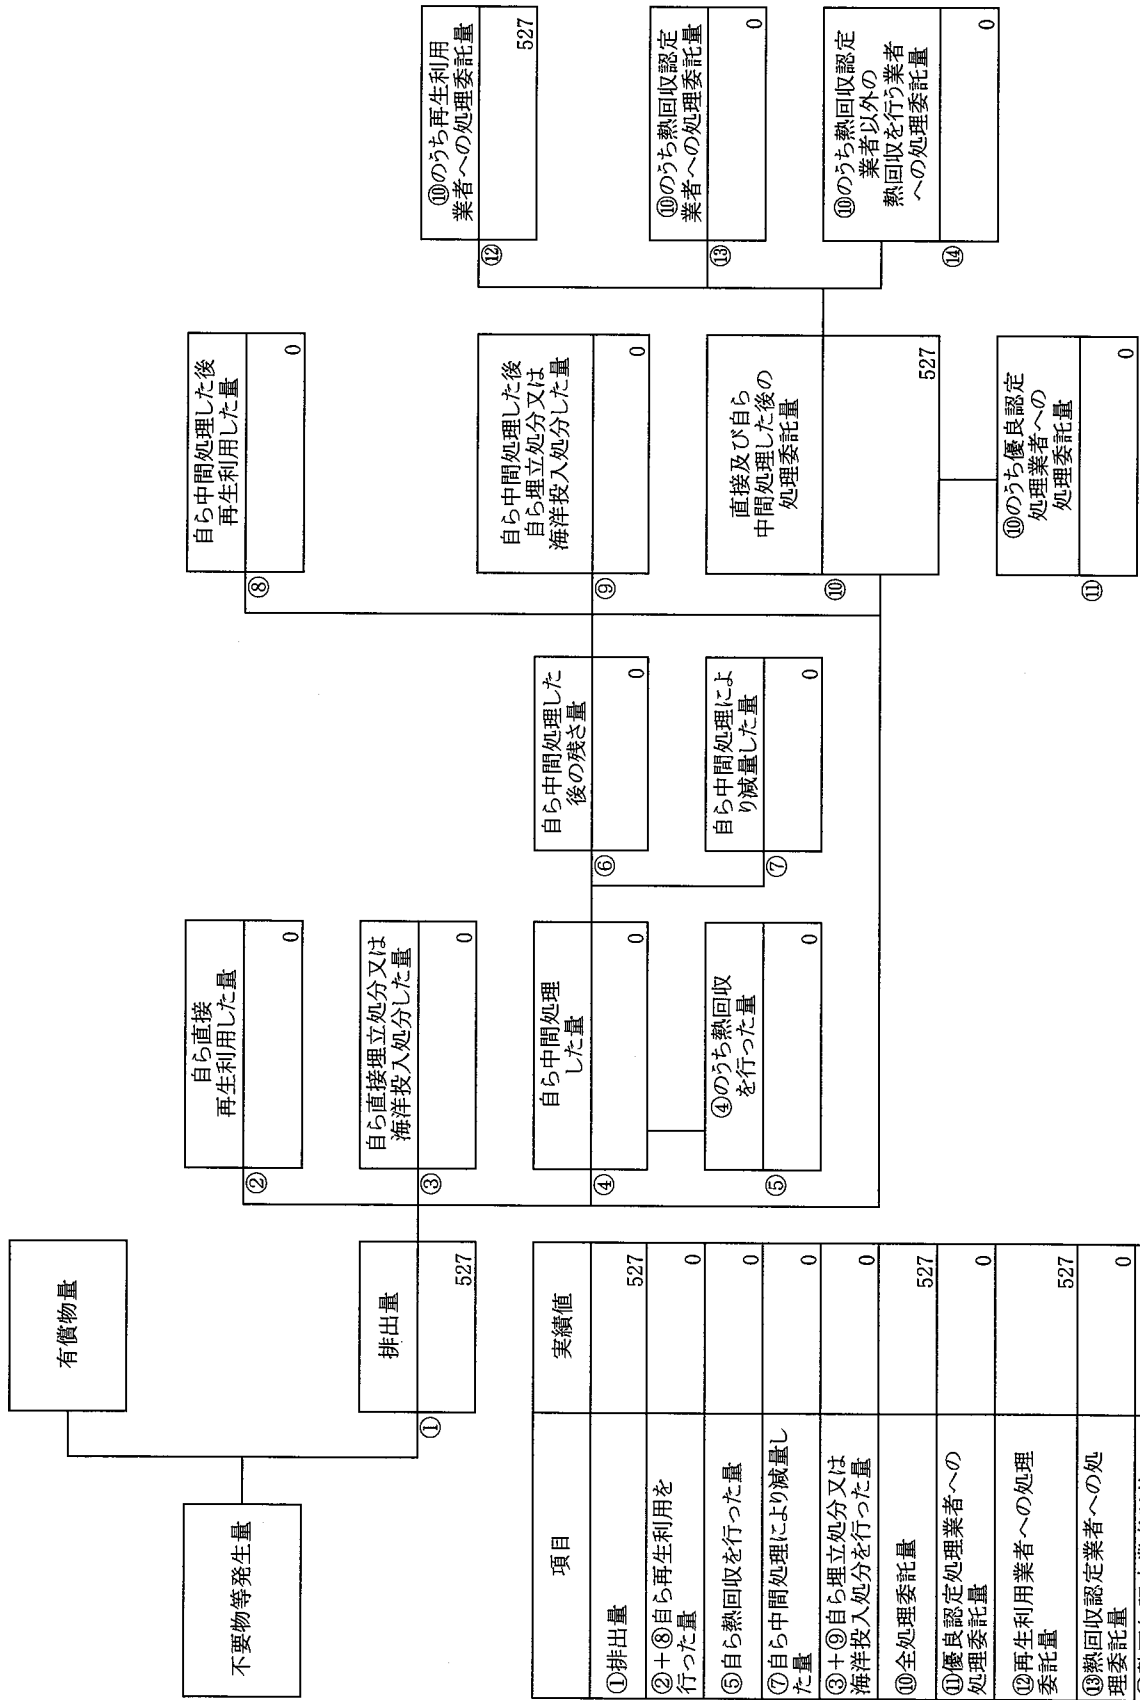 不要物等発生量
有償物量
①
排出量
527
②
自ら直接
再生利用した量
0
③
自ら直接埋立処分又は
海洋投入処分した量
0
④
自ら中間処理
した量
0
⑤
④のうち熱回収
を行った量
0
⑥
自ら中間処理した
後の残さ量
0
⑦
自ら中間処理によ
り減量した量
0
⑧
自ら中間処理した後
再生利用した量
0
⑨
自ら中間処理した後
自ら埋立処分又は
海洋投入処分した量
0
⑩
直接及び自ら
中間処理した後の
処理委託量
527
⑪
⑩のうち優良認定
処理業者への
処理委託量
0
⑫
⑩のうち再生利用
業者への処理委託量
527
⑬
⑩のうち熱回収認定
業者への処理委託量
0
⑭
⑩のうち熱回収認定
業者以外の
熱回収を行う業者
への処理委託量
0
項目 実績値
①排出量 527
②+⑧自ら再生利用を
行った量 0
⑤自ら熱回収を行った量 0
⑦自ら中間処理により減量し
た量 0
③+⑨自ら埋立処分又は
海洋投入処分を行った量 0
⑩全処理委託量 527
⑪優良認定処理業者への
処理委託量 0
⑫再生利用業者への処理
委託量 527
⑬熱回収認定業者への処
理委託量 0